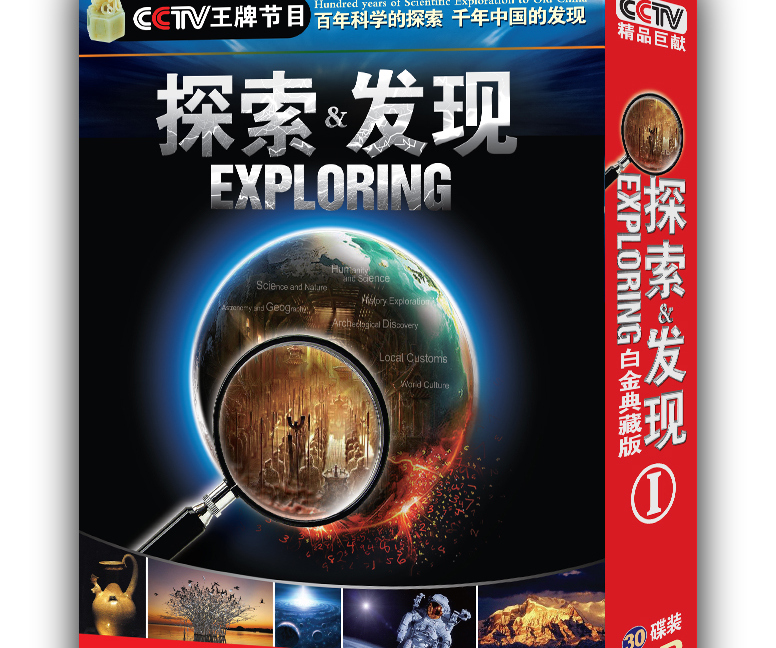 CCTV王牌节目
Hundred years of Scientific Exploration to Old China
百年科学的探索 千年中国的发现
探索&发现
EXPLORING
Humanity and Science
Science and Nature
History Exploration
Astronomy and Geography
Archeological Discovery
Local Customs
World Culture
CCTV
精品巨献
探索&发现
EXPLORING
白金典藏版
I
30碟装